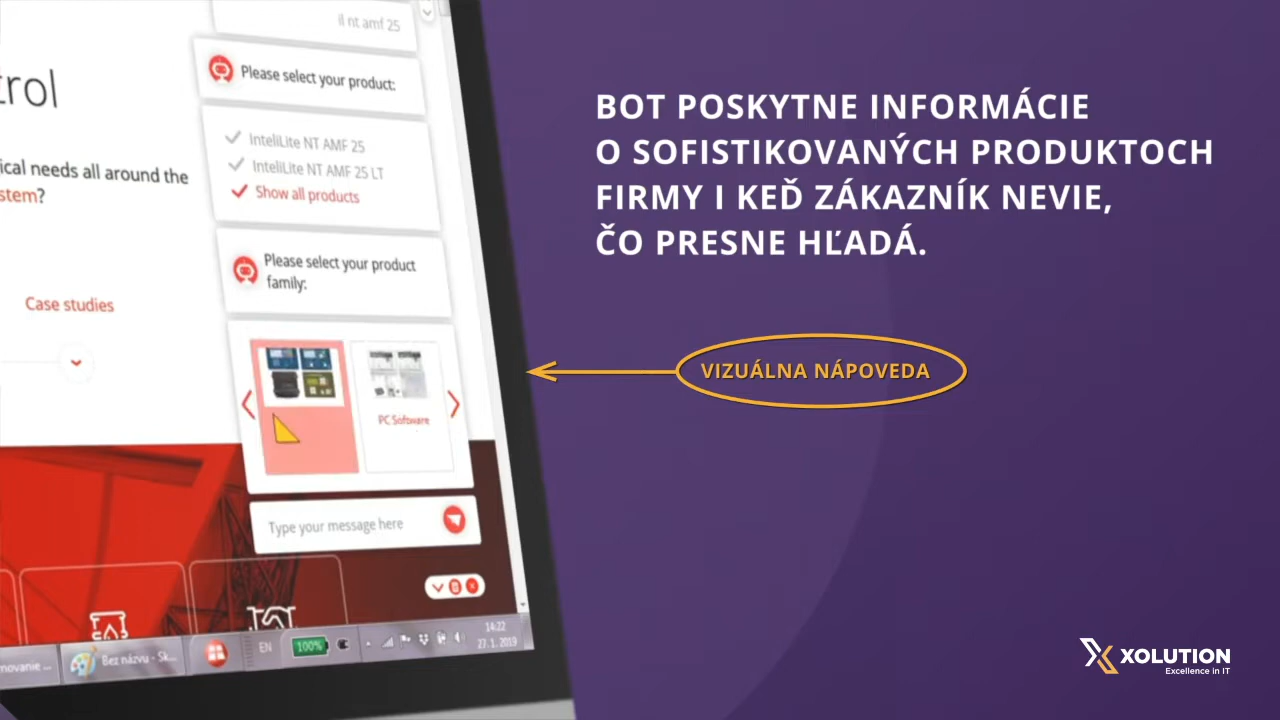 il nt amf 25
Please select your product:
InteliLite NT AMF 25
InteliLite NT AMF 25 LT
Show all products
Please select your product
family:
PC Software
Type your message here
trol
ical needs all around the
stem?
Case studies
movanie ...
Bez názvu - Sk...
EN
100%
14:22
27. 1. 2019
BOT POSKYTNE INFORMÁCIE
O SOFISTIKOVANÝCH PRODUKTOCH
FIRMY I KEĎ ZÁKAZNÍK NEVIE,
ČO PRESNE HĽADÁ.
VIZUÁLNA NÁPOVEDA
XOLUTION
Excellence in IT